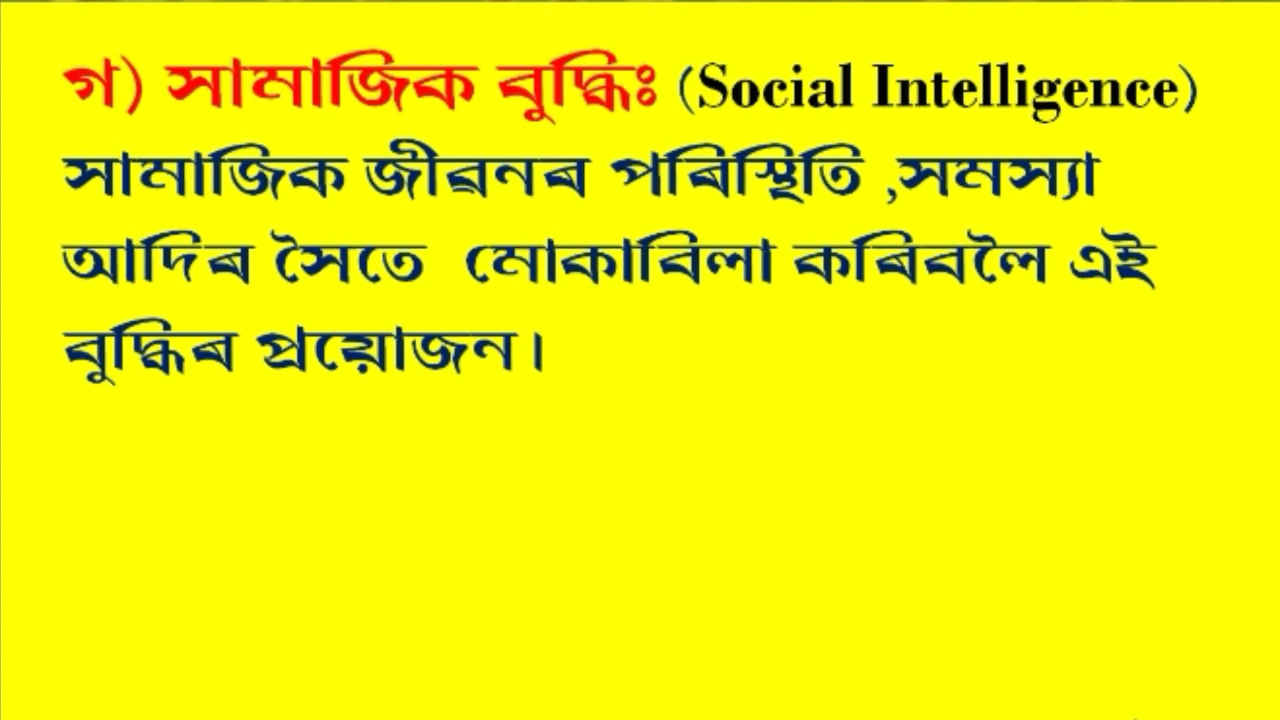 গ) সামাজিক বুদ্ধিঃ (Social Intelligence)
সামাজিক জীৱনৰ পৰিস্থিতি ,সমস্যা
আদিৰ সৈতে মোকাবিলা কৰিবলৈ এই
বুদ্ধিৰ প্ৰয়োজন।